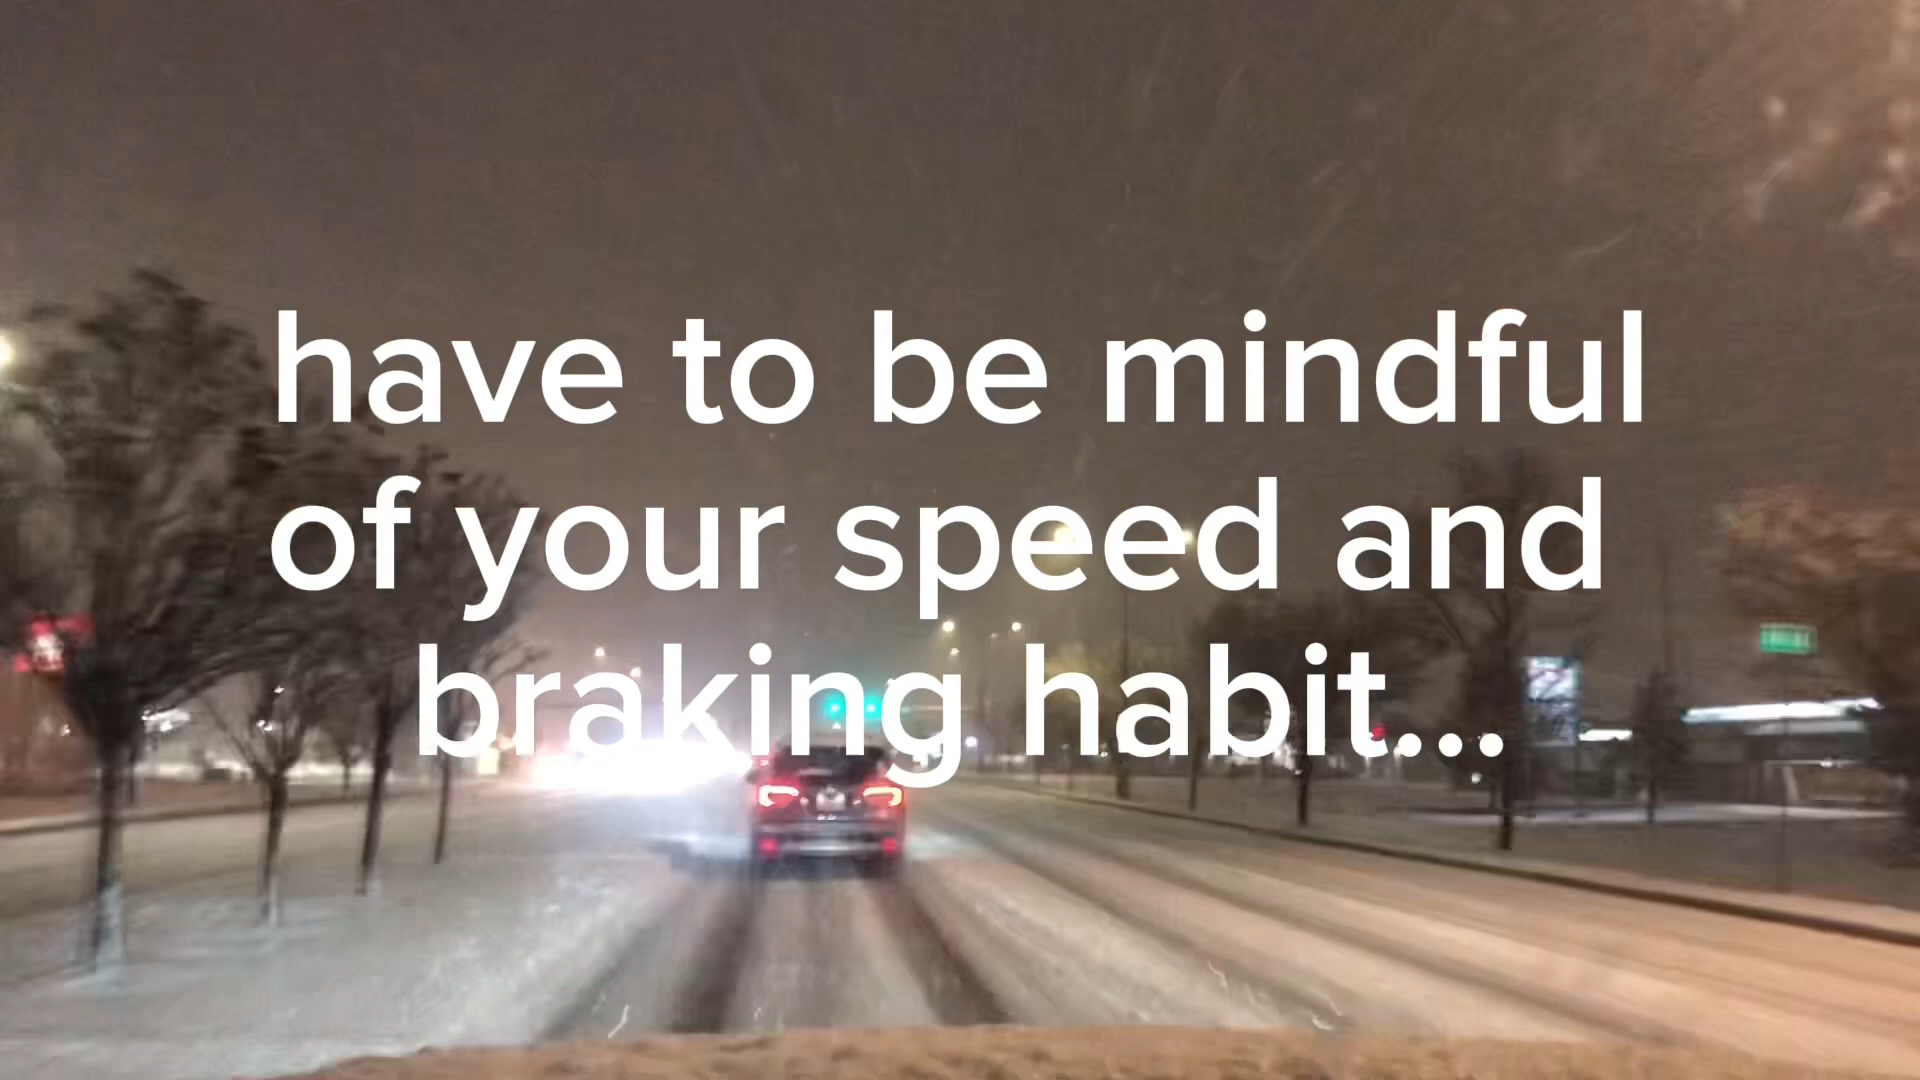 have to be mindful
of your speed and
braking habit...